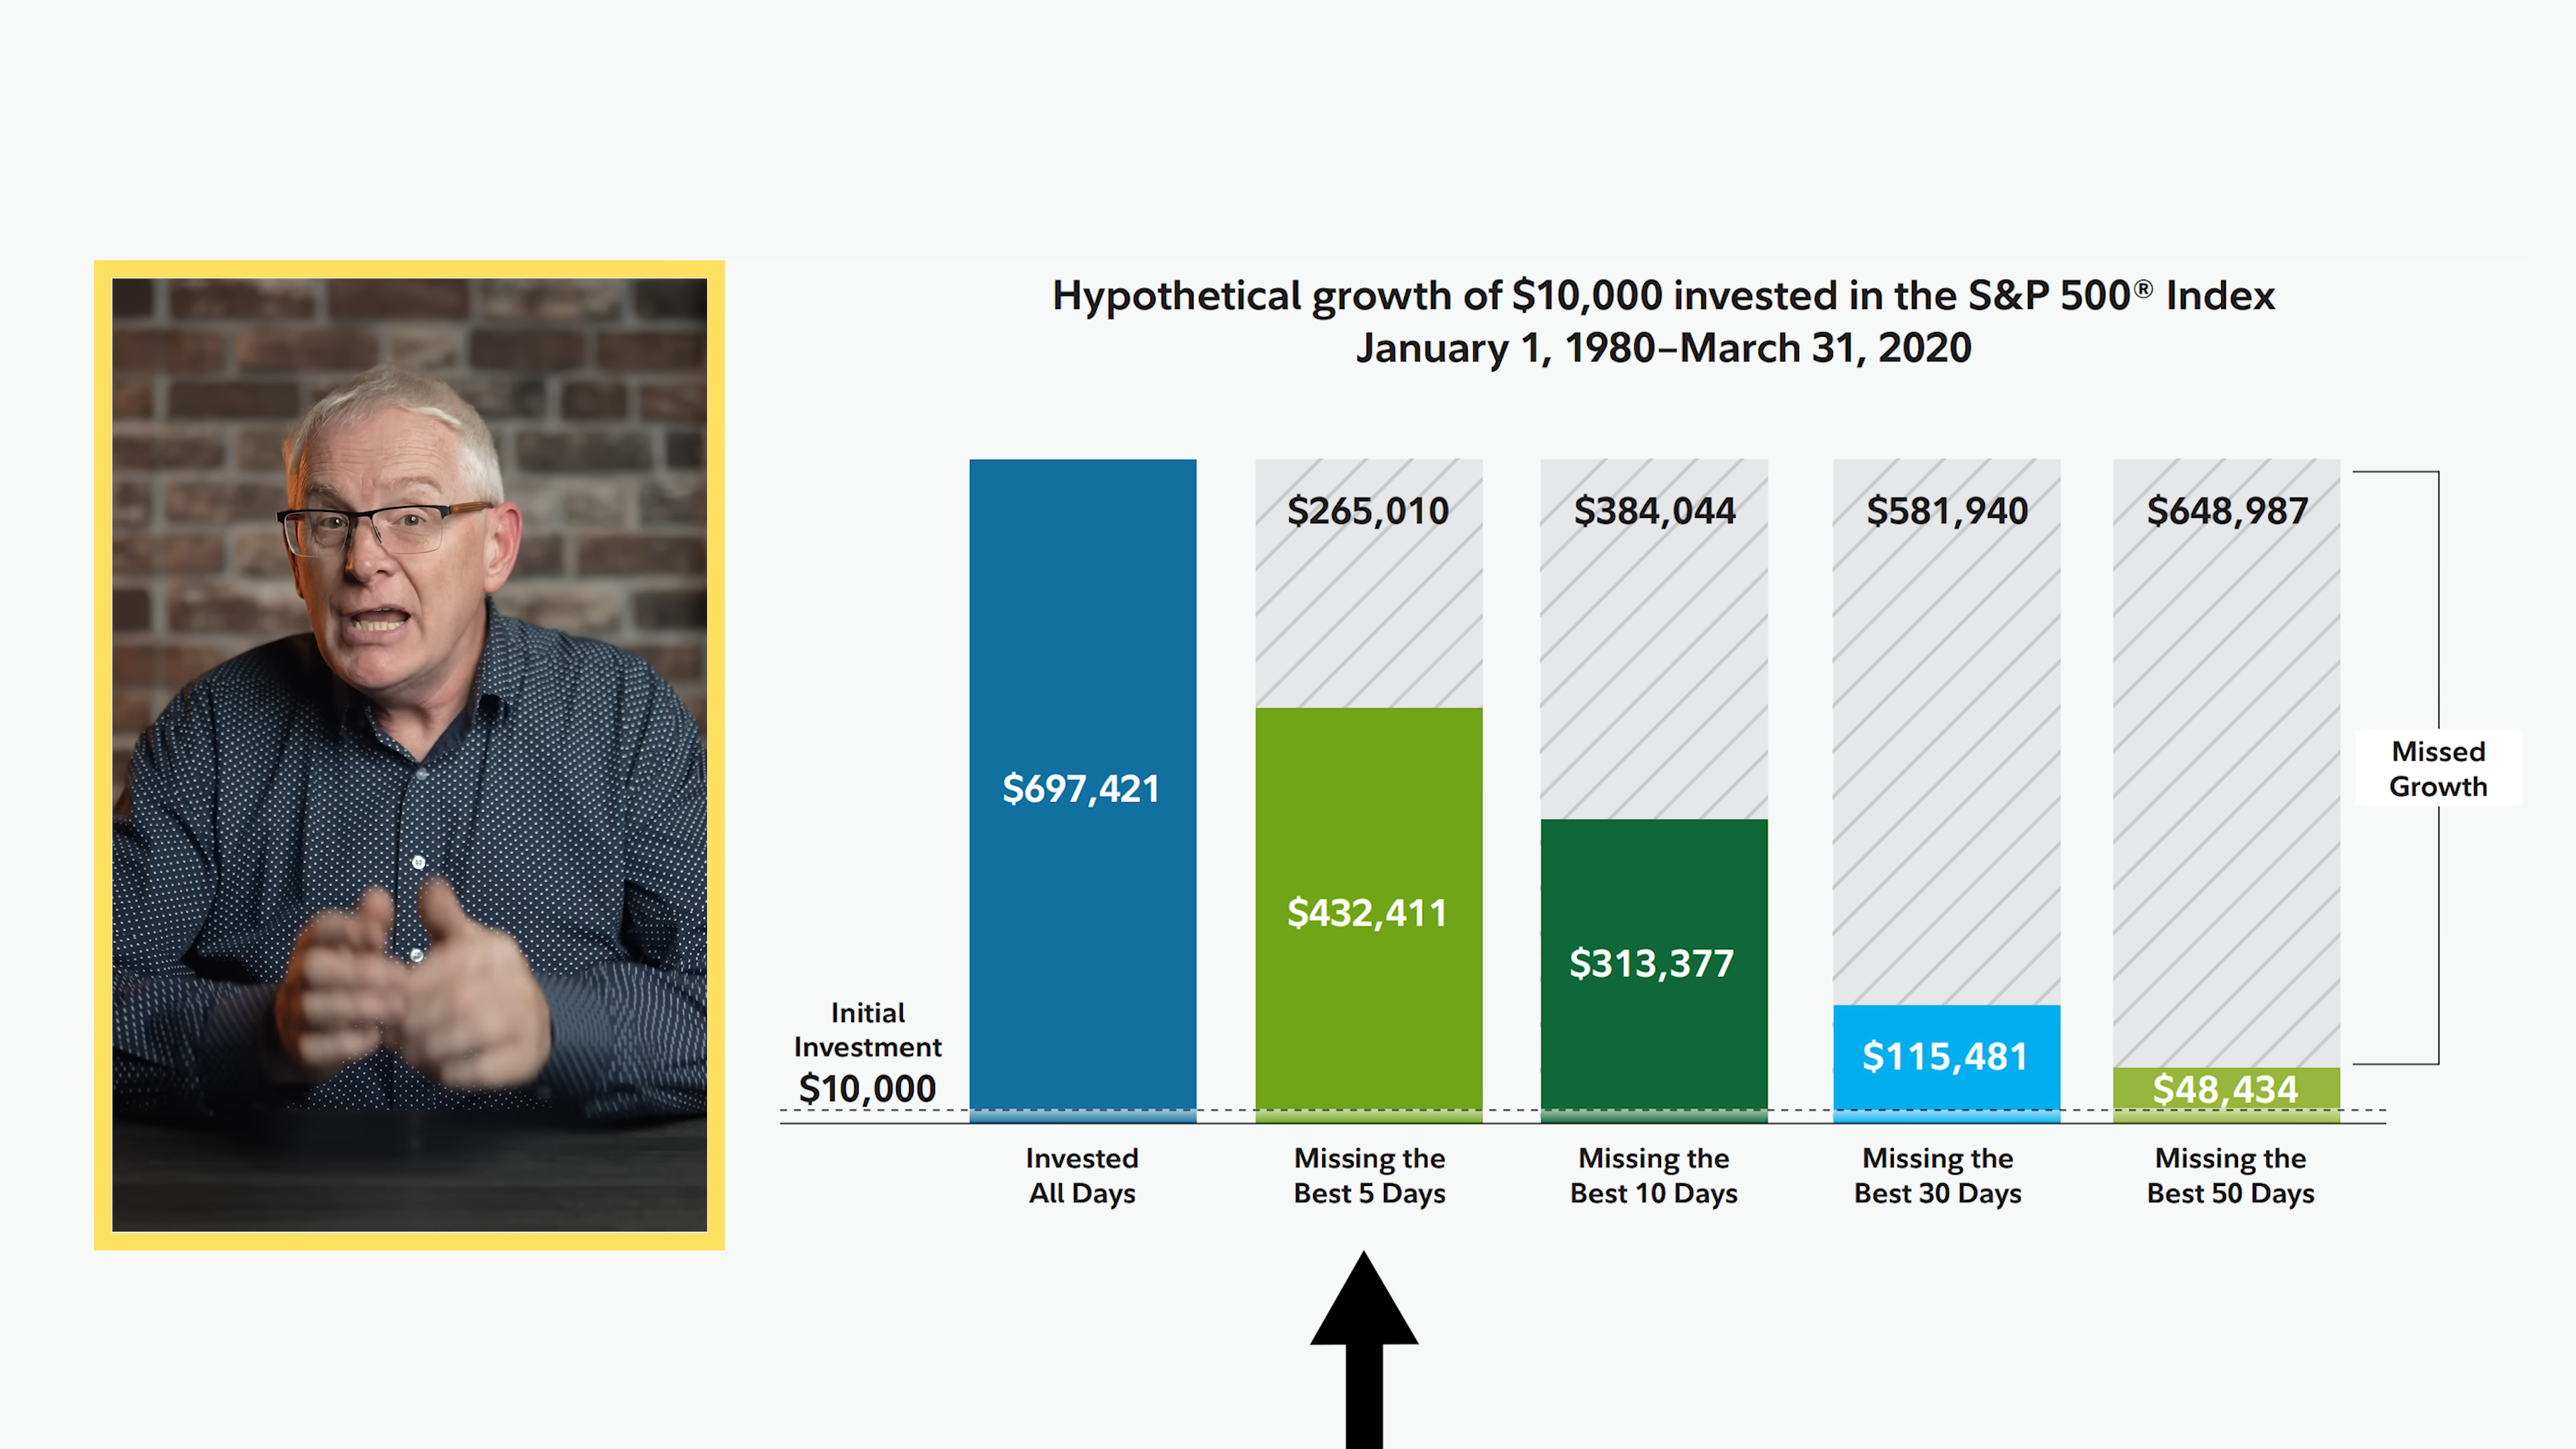 Hypothetical growth of $10,000 invested in the S&P 500® Index
January 1, 1980–March 31, 2020
$265,010
$384,044
$581,940
$648,987
Missed
Growth
$697,421
$432,411
$313,377
$115,481
$48,434
Initial
Investment
$10,000
Invested
All Days
Missing the
Best 5 Days
Missing the
Best 10 Days
Missing the
Best 30 Days
Missing the
Best 50 Days